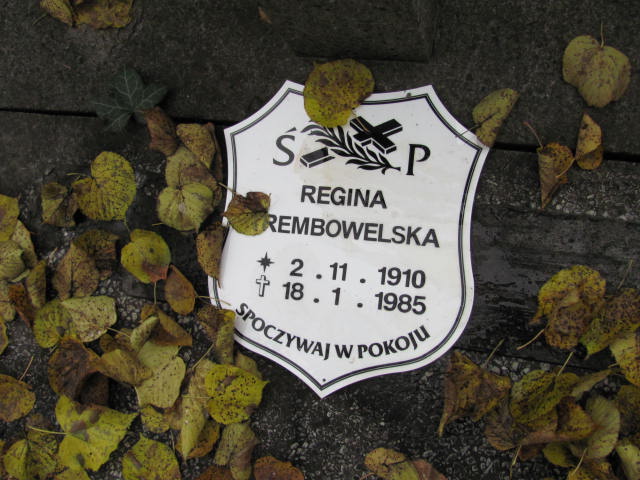 Ś P
REGINA
REMBOWELSKA
2.11.1910
18.1.1985
SPOCZYWAJ W POKOJU